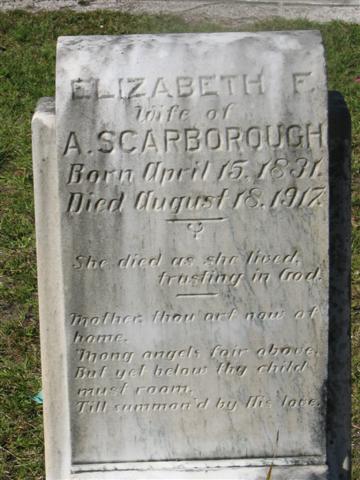 ELIZABETH F.
Wife of
A. SCARBOROUGH
Born April 15, 1831.
Died August 18, 1917.
She died as she lived,
trusting in God.
Mother, thou art now at
home.
'Mong angels fair above.
But yet below thy child
must roam,
Till summon'd by His love.